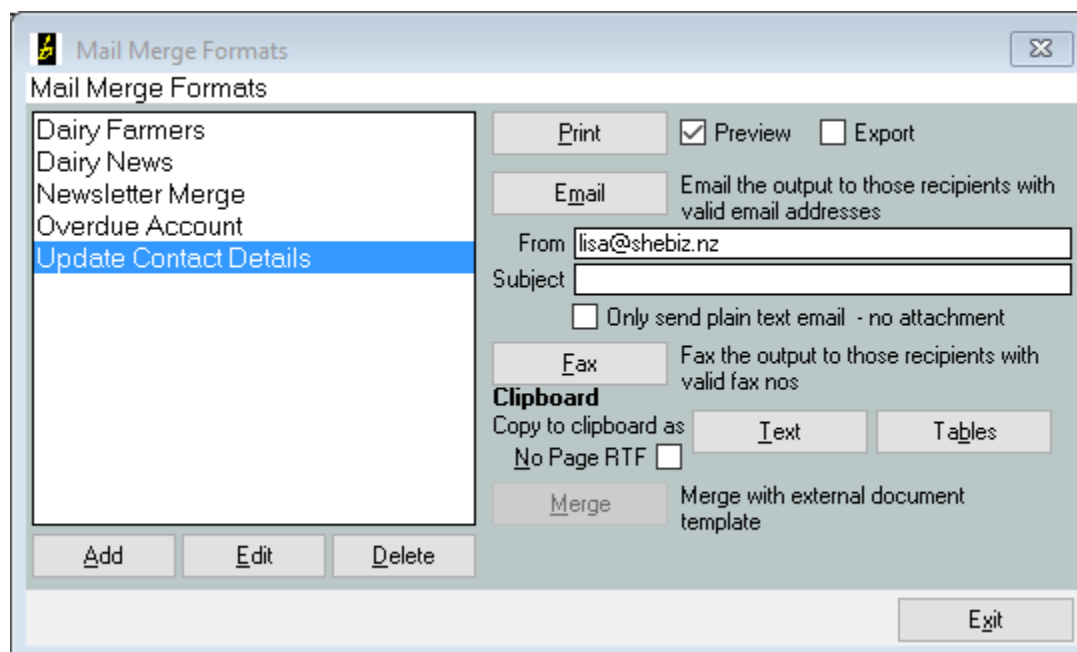 Mail Merge Formats
Mail Merge Formats
Dairy Farmers
Dairy News
Newsletter Merge
Overdue Account
Update Contact Details
Add Edit Delete
Print Preview Export
Email Email the output to those recipients with
valid email addresses
From lisa@shebiz.nz
Subject
Only send plain text email - no attachment
Fax Fax the output to those recipients with
valid fax nos
Clipboard
Copy to clipboard as Text Tables
No Page RTF
Merge Merge with external document
template
Exit